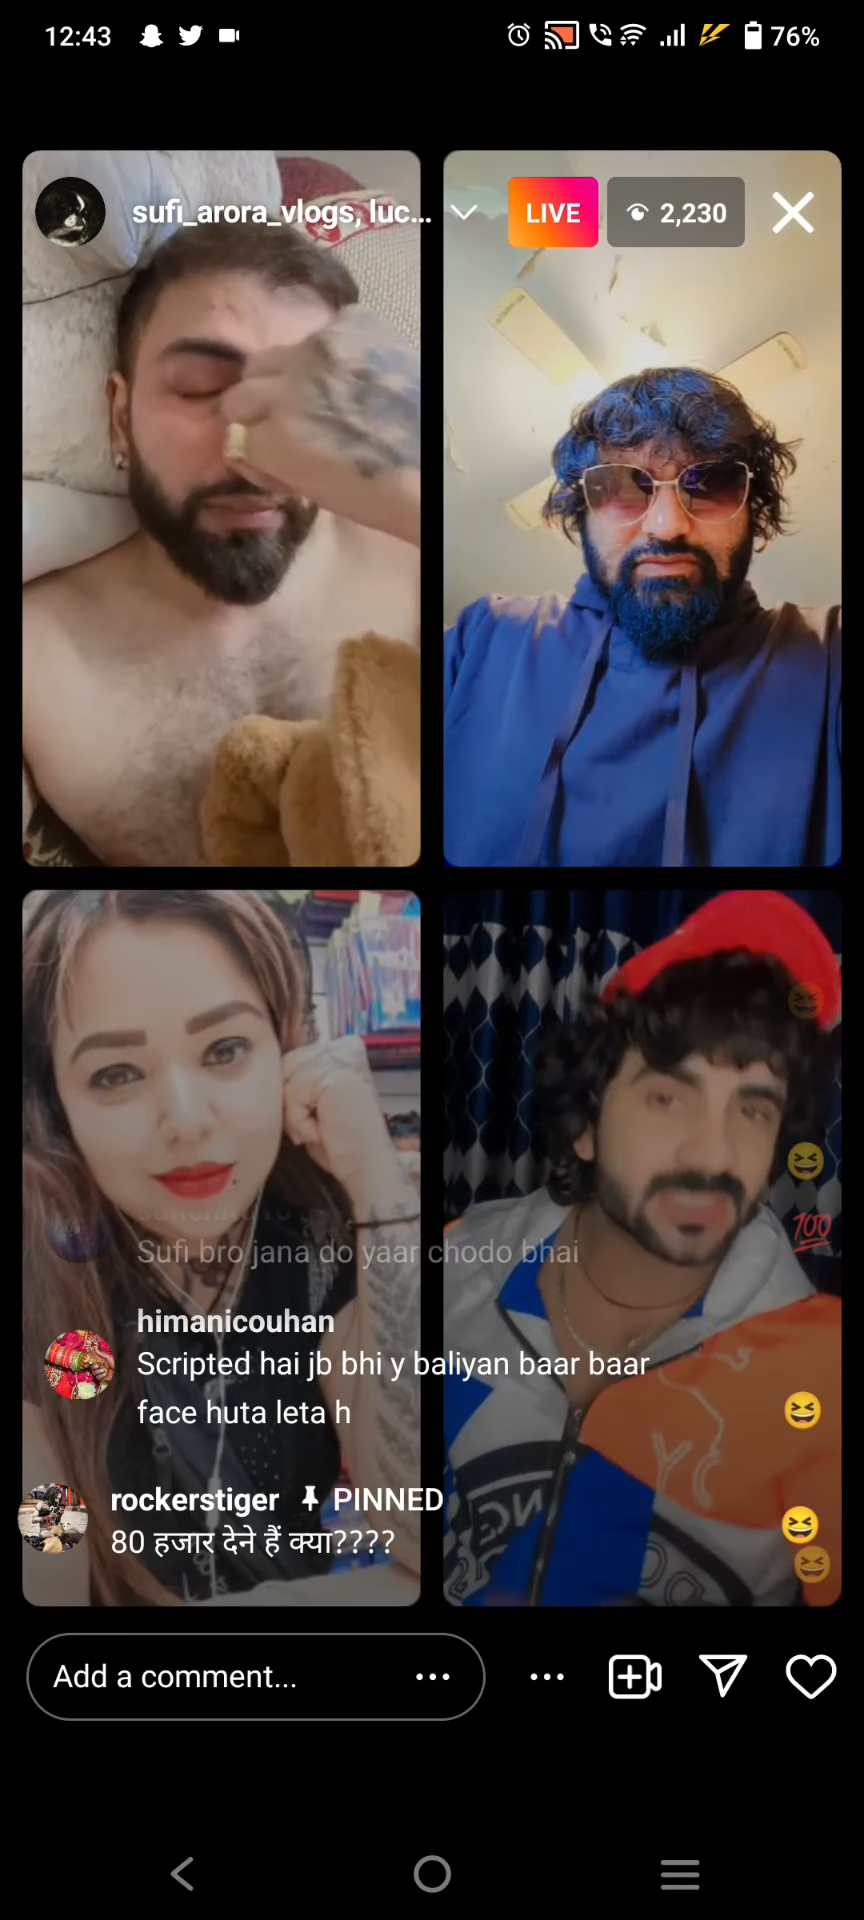 12:43
76%
sufi_arora_vlogs, luc...
LIVE
2,230
Sufi bro jana do yaar chodo bhai
himanicouhan
Scripted hai jb bhi y baliyan baar baar
face huta leta h
100
rockerstiger PINNED
80 हजार देने हैं क्या????
Add a comment...